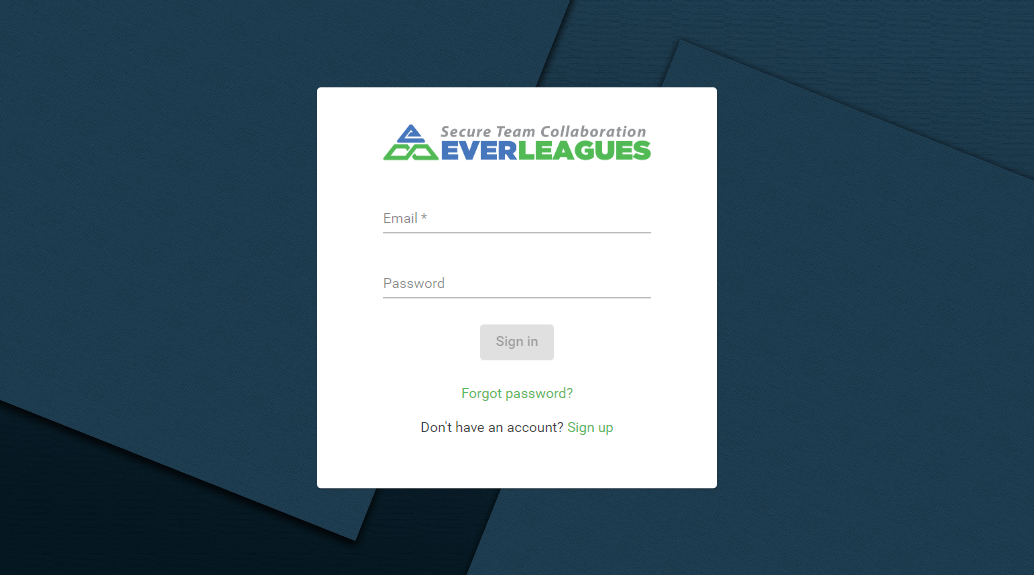 Secure Team Collaboration
EVERLEAGUES
Email *
Password
Sign in
Forgot password?
Don't have an account? Sign up